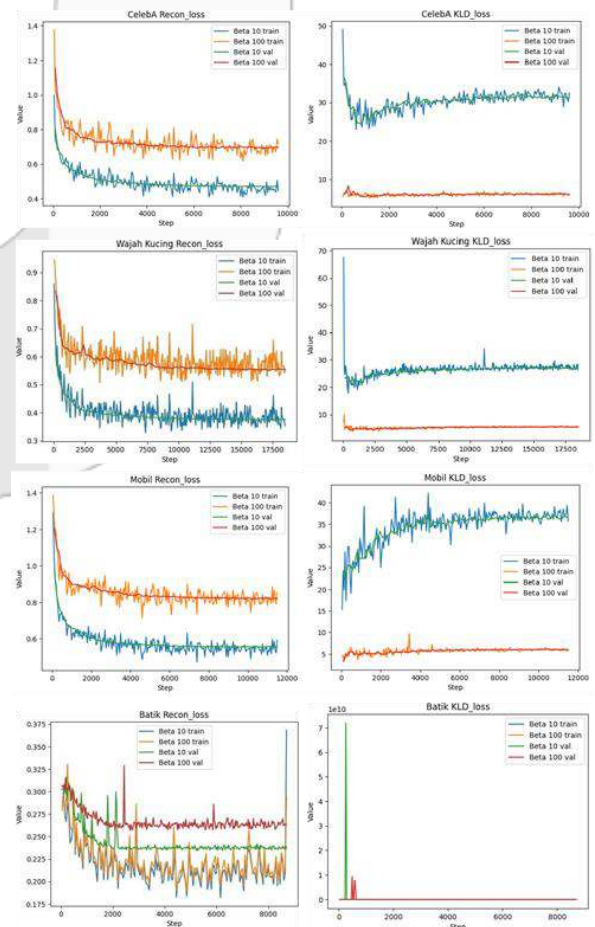 CelebA Recon_loss
Value
1.4
1.2
1.0
0.8
0.6
0.4
Beta 10 train
Beta 100 train
Beta 10 val
Beta 100 val
0 2000 4000 6000 8000 10000
Step
CelebA KLD_loss
Value
50
40
30
20
10
Beta 10 train
Beta 100 train
Beta 10 val
Beta 100 val
0 2000 4000 6000 8000 10000
Step
Wajah Kucing Recon_loss
Value
0.9
0.8
0.7
0.6
0.5
0.4
0.3
Beta 10 train
Beta 100 train
Beta 10 val
Beta 100 val
0 2500 5000 7500 10000 12500 15000 17500
Step
Wajah Kucing KLD_loss
Value
70
60
50
40
30
20
10
Beta 10 train
Beta 100 train
Beta 10 val
Beta 100 val
0 2500 5000 7500 10000 12500 15000 17500
Step
Mobil Recon_loss
Value
1.4
1.2
1.0
0.8
0.6
Beta 10 train
Beta 100 train
Beta 10 val
Beta 100 val
0 2000 4000 6000 8000 10000 12000
Step
Mobil KLD_loss
Value
40
35
30
25
20
15
10
5
Beta 10 train
Beta 100 train
Beta 10 val
Beta 100 val
0 2000 4000 6000 8000 10000 12000
Step
Batik Recon_loss
Value
0.375
0.350
0.325
0.300
0.275
0.250
0.225
0.200
0.175
Beta 10 train
Beta 100 train
Beta 10 val
Beta 100 val
0 2000 4000 6000 8000
Step
Batik KLD_loss
1e10
Value
7
6
5
4
3
2
1
0
Beta 10 train
Beta 100 train
Beta 10 val
Beta 100 val
0 2000 4000 6000 8000
Step